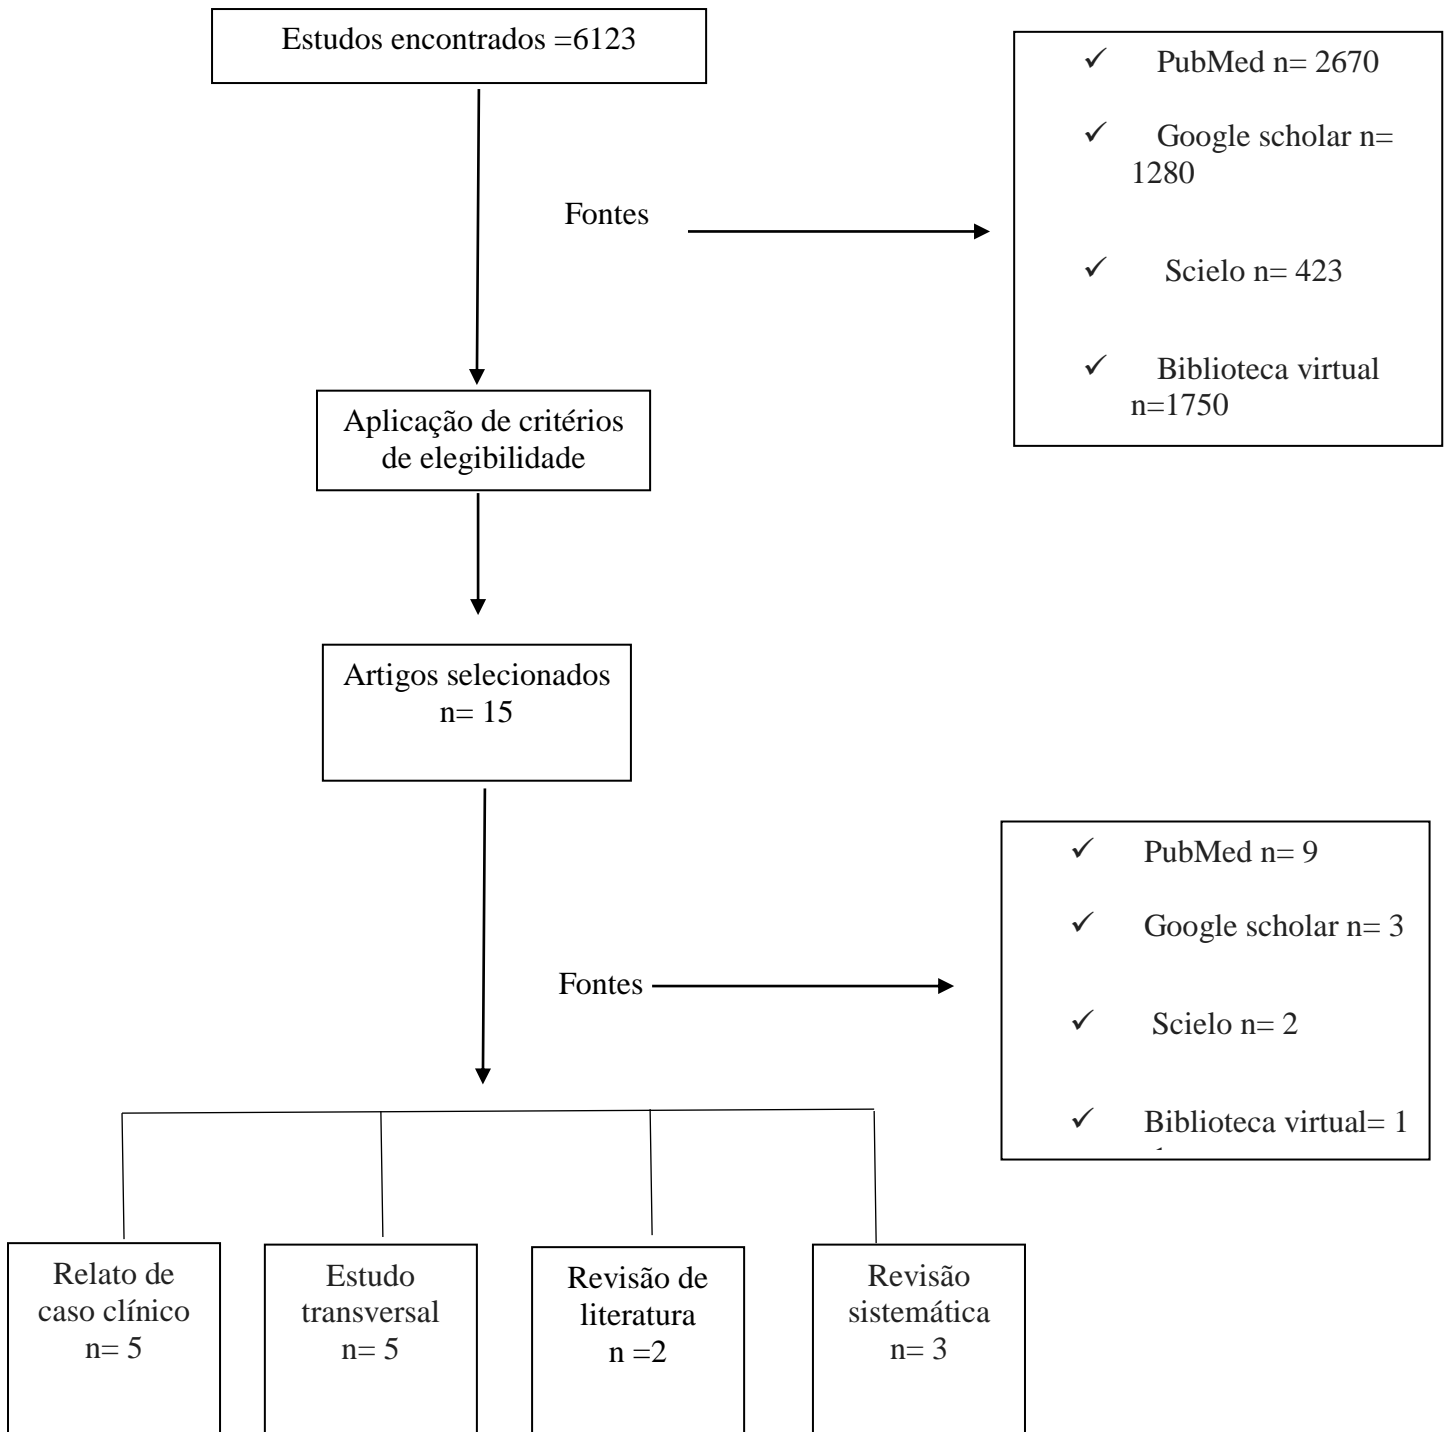 Estudos encontrados =6123
✓ PubMed n= 2670
✓ Google scholar n=
1280
Fontes
✓ Scielo n= 423
✓ Biblioteca virtual
n=1750
Aplicação de critérios
de elegibilidade
Artigos selecionados
n= 15
✓ PubMed n= 9
✓ Google scholar n= 3
Fontes
✓ Scielo n= 2
✓ Biblioteca virtual= 1
Relato de
caso clínico
n= 5
Estudo
transversal
n= 5
Revisão de
literatura
n =2
Revisão
sistemática
n= 3